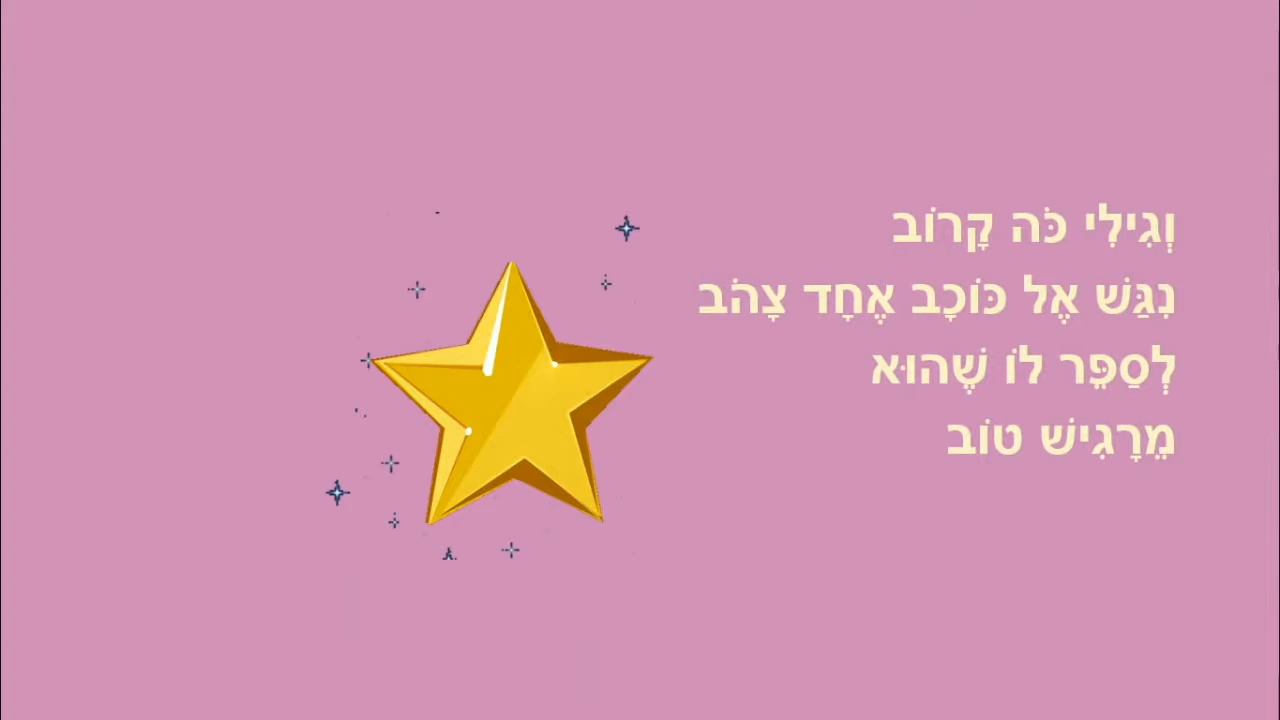 וְגִילִי כֹּה קָרוֹב
נִגַּשׁ אֶל כּוֹכָב אֶחָד צָהֹב
לְסַפֵּר לוֹ שֶׁהוּא
מֵרָגִישׁ טוֹב